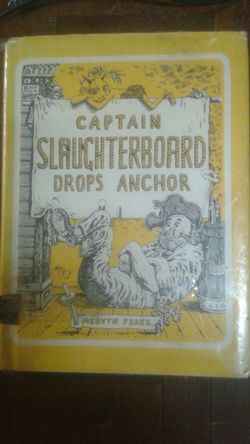 CAPTAIN
SLAUGHTERBOARD
DROPS ANCHOR
MERVYN PEAKE